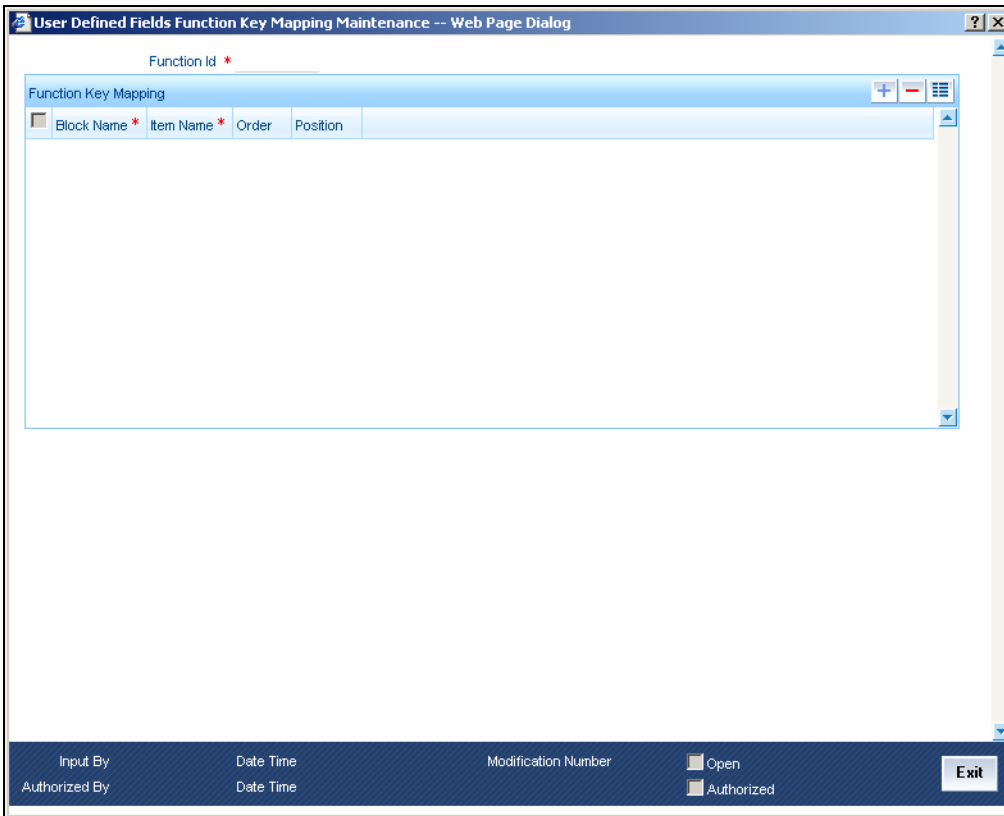 User Defined Fields Function Key Mapping Maintenance -- Web Page Dialog ? X
Function Id *
Function Key Mapping
Block Name * Item Name * Order Position
Input By Date Time Modification Number Open
Authorized By Date Time Authorized
Exit